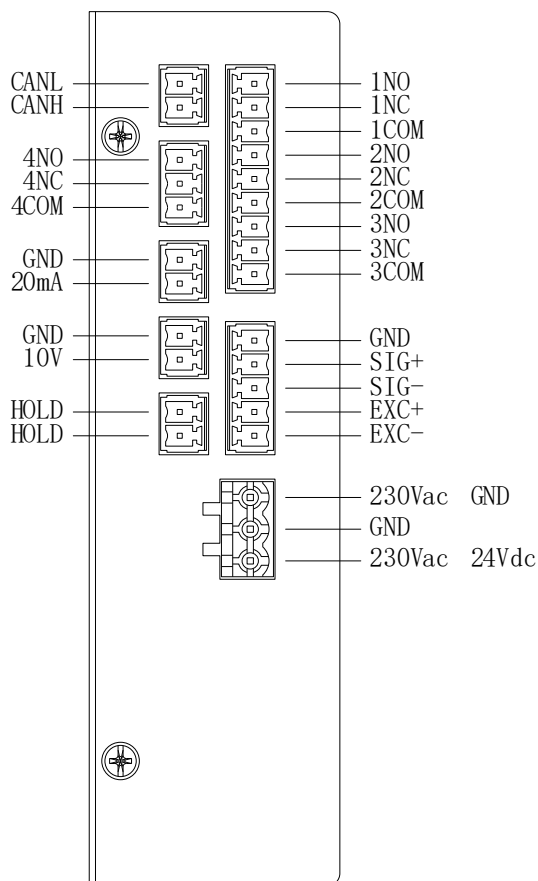 CANL
CANH
4NO
4NC
4COM
GND
20mA
GND
10V
HOLD
HOLD
1NO
1NC
1COM
2NO
2NC
2COM
3NO
3NC
3COM
GND
SIG+
SIG-
EXC+
EXC-
230Vac GND
GND
230Vac 24Vdc